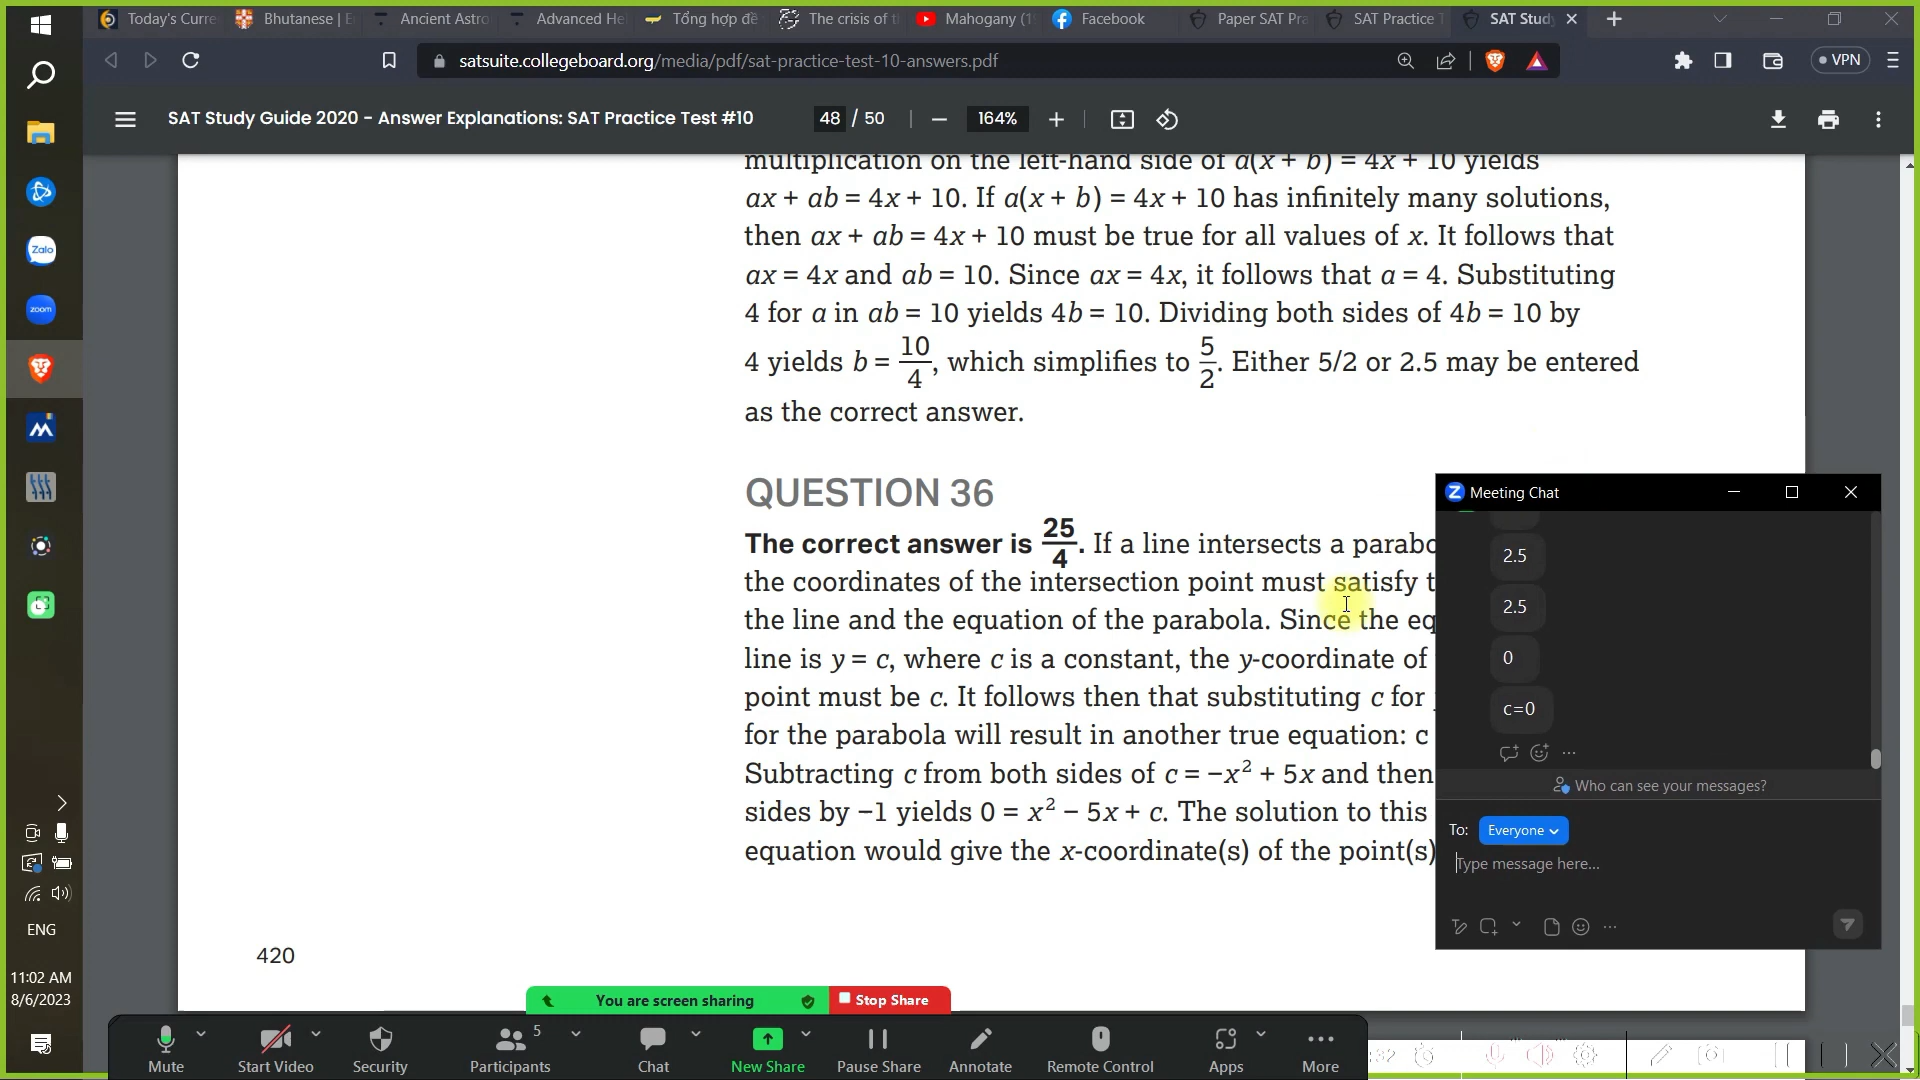 Today's Curre
Bhutanese | E
Ancient Astro
Advanced He
Tổng hợp đề
The crisis of t
Mahogany (1
Facebook
Paper SAT Pra
SAT Practice T
SAT Stud
satsuite.collegeboard.org/media/pdf/sat-practice-test-10-answers.pdf
VPN
SAT Study Guide 2020 - Answer Explanations: SAT Practice Test #10
48 / 50
164%
multiplication on the left-hand side of a(x + b) = 4x + 10 yields
ax + ab = 4x + 10. If a(x + b) = 4x + 10 has infinitely many solutions,
then ax + ab = 4x + 10 must be true for all values of x. It follows that
ax = 4x and ab = 10. Since ax = 4x, it follows that a = 4. Substituting
4 for a in ab = 10 yields 4b = 10. Dividing both sides of 4b = 10 by
4 yields b = 10/4, which simplifies to 5/2. Either 5/2 or 2.5 may be entered
as the correct answer.
QUESTION 36
The correct answer is 25/4. If a line intersects a parabo
the coordinates of the intersection point must satisfy t
the line and the equation of the parabola. Since the eq
line is y = c, where c is a constant, the y-coordinate of
point must be c. It follows then that substituting c for
for the parabola will result in another true equation: c
Subtracting c from both sides of c = −x² + 5x and then
sides by −1 yields 0 = x² − 5x + c. The solution to this
equation would give the x-coordinate(s) of the point(s)
420
Meeting Chat
2.5
2.5
0
c=0
Who can see your messages?
To: Everyone
Type message here...
Zalo
zoom
ENG
11:02 AM
8/6/2023
You are screen sharing
Stop Share
Mute
Start Video
Security
Participants
5
Chat
New Share
Pause Share
Annotate
Remote Control
Apps
More